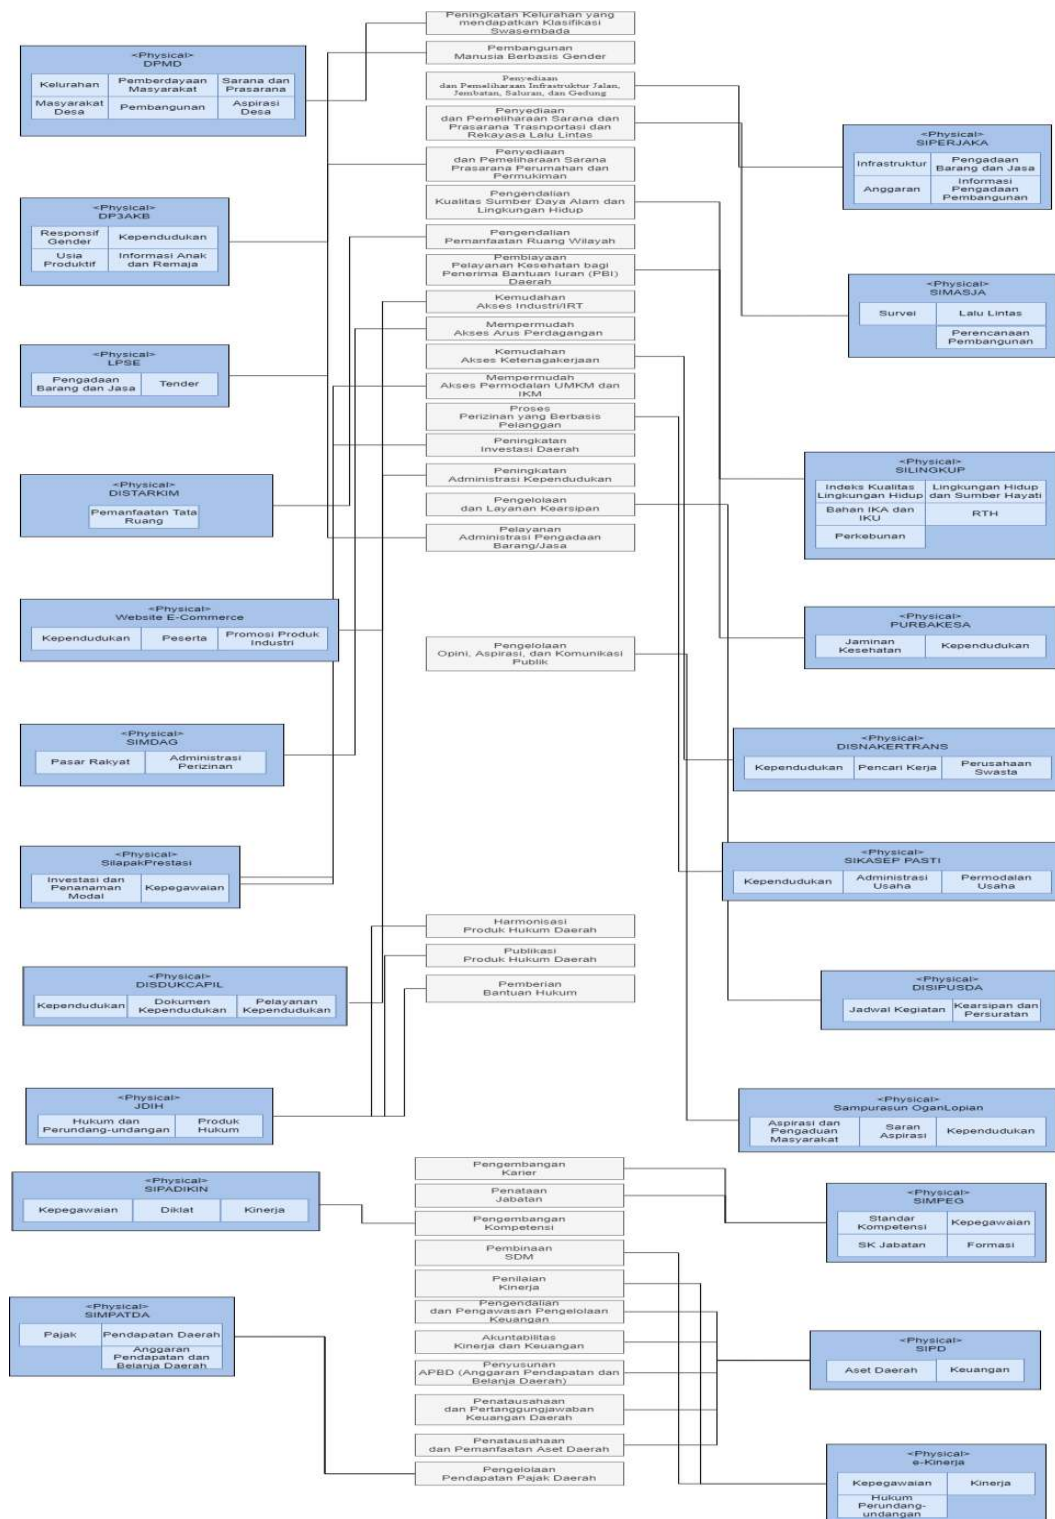 Peningkatan Kelurahan yang
mendapatkan Klasifikasi
Swasembada
Pembangunan
Manusia Berbasis Gender
Penyediaan
dan Pemeliharaan Infrastruktur Jalan,
Jembatan, Saluran, dan Gedung
Penyediaan
dan Pemeliharaan Sarana dan
Prasarana Trasnportasi dan
Rekayasa Lalu Lintas
Penyediaan
dan Pemeliharaan Sarana
Prasarana Perumahan dan
Permukiman
Pengendalian
Kualitas Sumber Daya Alam dan
Lingkungan Hidup
Pengendalian
Pemanfaatan Ruang Wilayah
Pembiayaan
Pelayanan Kesehatan bagi
Penerima Bantuan Iuran (PBI)
Daerah
Kemudahan
Akses Industri/IRT
Mempermudah
Akses Arus Perdagangan
Kemudahan
Akses Ketenagakerjaan
Mempermudah
Akses Permodalan UMKM dan
IKM
Proses
Perizinan yang Berbasis
Pelanggan
Peningkatan
Investasi Daerah
Peningkatan
Administrasi Kependudukan
Pengelolaan
dan Layanan Kearsipan
Pelayanan
Administrasi Pengadaan
Barang/Jasa
Pengelolaan
Opini, Aspirasi, dan Komunikasi
Publik
Harmonisasi
Produk Hukum Daerah
Publikasi
Produk Hukum Daerah
Pemberian
Bantuan Hukum
Pengembangan
Karier
Penataan
Jabatan
Pengembangan
Kompetensi
Pembinaan
SDM
Penilaian
Kinerja
Pengendalian
dan Pengawasan Pengelolaan
Keuangan
Akuntabilitas
Kinerja dan Keuangan
Penyusunan
APBD (Anggaran Pendapatan dan
Belanja Daerah)
Penatausahaan
dan Pertanggungjawaban
Keuangan Daerah
Penatausahaan
dan Pemanfaatan Aset Daerah
Pengelolaan
Pendapatan Pajak Daerah
<Physical>
DPMD
Kelurahan
Pemberdayaan
Masyarakat
Sarana dan
Prasarana
Masyarakat
Desa
Pembangunan
Aspirasi
Desa
<Physical>
DP3AKB
Responsif
Gender
Kependudukan
Usia
Produktif
Informasi Anak
dan Remaja
<Physical>
LPSE
Pengadaan
Barang dan Jasa
Tender
<Physical>
DISTARKIM
Pemanfaatan Tata
Ruang
<Physical>
Website E-Commerce
Kependudukan
Peserta
Promosi Produk
Industri
<Physical>
SIMDAG
Pasar Rakyat
Administrasi
Perizinan
<Physical>
SilapakPrestasi
Investasi dan
Penanaman
Modal
Kepegawaian
<Physical>
DISDUKCAPIL
Kependudukan
Dokumen
Kependudukan
Pelayanan
Kependudukan
<Physical>
JDIH
Hukum dan
Perundang-undangan
Produk
Hukum
<Physical>
SIPADIKIN
Kepegawaian
Diklat
Kinerja
<Physical>
SIMPATDA
Pajak
Pendapatan Daerah
Anggaran
Pendapatan dan
Belanja Daerah
<Physical>
SIPERJAKA
Infrastruktur
Pengadaan
Barang dan Jasa
Anggaran
Informasi
Pengadaan
Pembangunan
<Physical>
SIMASJA
Survei
Lalu Lintas
Perencanaan
Pembangunan
<Physical>
SILINGKUP
Indeks Kualitas
Lingkungan Hidup
Lingkungan Hidup
dan Sumber Hayati
Bahan IKA dan
IKU
RTH
Perkebunan
<Physical>
PURBAKESA
Jaminan
Kesehatan
Kependudukan
<Physical>
DISNAKERTRANS
Kependudukan
Pencari Kerja
Perusahaan
Swasta
<Physical>
SIKASEP PASTI
Kependudukan
Administrasi
Usaha
Permodalan
Usaha
<Physical>
DISIPUSDA
Jadwal Kegiatan
Kearsipan dan
Persuratan
<Physical>
Sampurasun OganLopian
Aspirasi dan
Pengaduan
Masyarakat
Saran
Aspirasi
Kependudukan
<Physical>
SIMPEG
Standar
Kompetensi
Kepegawaian
SK Jabatan
Formasi
<Physical>
SIPD
Aset Daerah
Keuangan
<Physical>
e-Kinerja
Kepegawaian
Kinerja
Hukum
Perundang-
undangan